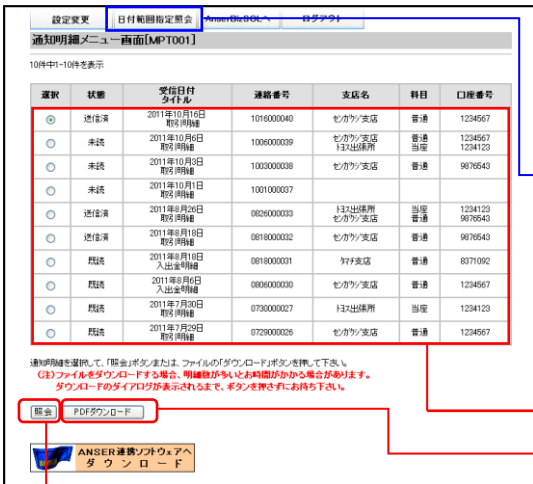 設定変更 日付範囲指定照会 AnserBizSOLへ ログアウト
通知明細メニュー画面[MPT001]
10件中1-10件を表示
選択 状態 受信日付 連絡番号 支店名 科目 口座番号
タイトル
送信済 2011年10月16日 1016000040 センガクジ支店 普通 1234567
取引明細
未読 2011年10月6日 1006000039 センガクジ支店 普通 1234567
取引明細 トヨス出張所 当座 1234123
未読 2011年10月3日 1003000038 センガクジ支店 普通 9876543
取引明細
未読 2011年10月1日 1001000037
取引明細
送信済 2011年8月26日 0826000033 トヨス出張所 当座 1234123
取引明細 センガクジ支店 普通 9876543
送信済 2011年8月18日 0818000032 センガクジ支店 普通 9876543
取引明細
既読 2011年8月18日 0818000031 タマチ支店 普通 8371092
入出金明細
既読 2011年8月6日 0806000030 センガクジ支店 普通 1234567
入出金明細
既読 2011年7月30日 0730000027 トヨス出張所 当座 1234123
取引明細
既読 2011年7月29日 0729000026 センガクジ支店 普通 1234567
取引明細
通知明細を選択して、「照会」ボタンまたは、ファイルの「ダウンロード」ボタンを押して下さい。
(注)ファイルをダウンロードする場合、明細数が多いとお時間がかかる場合があります。
ダウンロードのダイアログが表示されるまで、ボタンを押さずにお待ち下さい。
照会 PDFダウンロード
ANSER連携ソフトウェアへ
ダウンロード